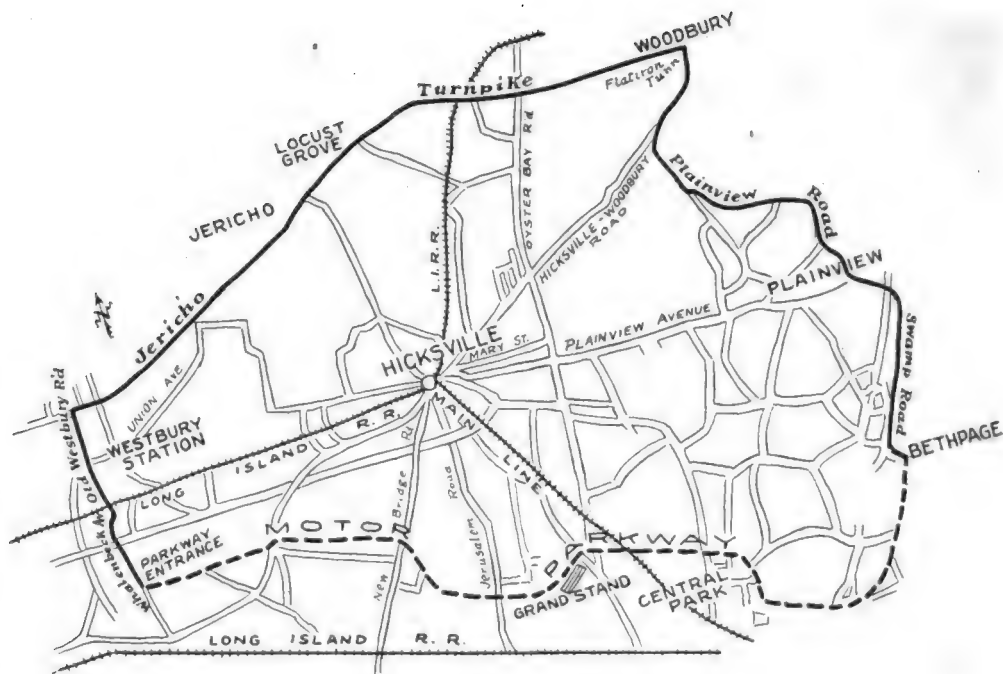 WOODBURY
Flatiron
Turn
Turnpike
LOCUST
GROVE
OYSTER BAY Rd
JERICHO
Plainview
Road
HICKSVILLE-WOODBURY
ROAD
L.I.R.R.
PLAINVIEW
Jericho
PLAINVIEW AVENUE
Swamp Road
HICKSVILLE
MARY ST.
Old Westbury Rd
UNION AVE
WESTBURY
STATION
BETHPAGE
LONG ISLAND R.R. MAIN LINE
New Bridge Rd
Jerusalem Road
MOTOR PARKWAY
PARKWAY
ENTRANCE
GRAND STAND
CENTRAL
PARK
LONG ISLAND R.R.